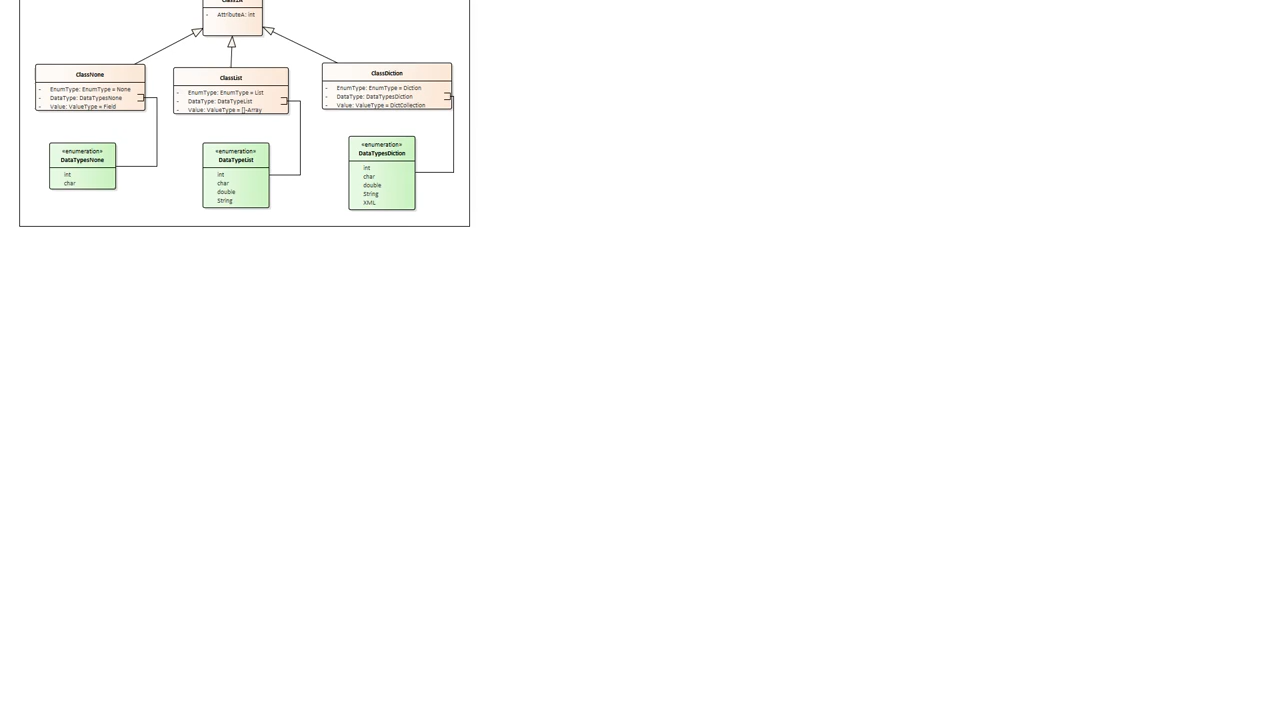 - AttributeA: int
ClassNone
- EnumType: EnumType = None
- DataType: DataTypesNone
- Value: ValueType = Field
ClassList
- EnumType: EnumType = List
- DataType: DataTypeList
- Value: ValueType = []-Array
ClassDiction
- EnumType: EnumType = Diction
- DataType: DataTypesDiction
- Value: ValueType = DictCollection
«enumeration»
DataTypesNone
int
char
«enumeration»
DataTypeList
int
char
double
String
«enumeration»
DataTypesDiction
int
char
double
String
XML